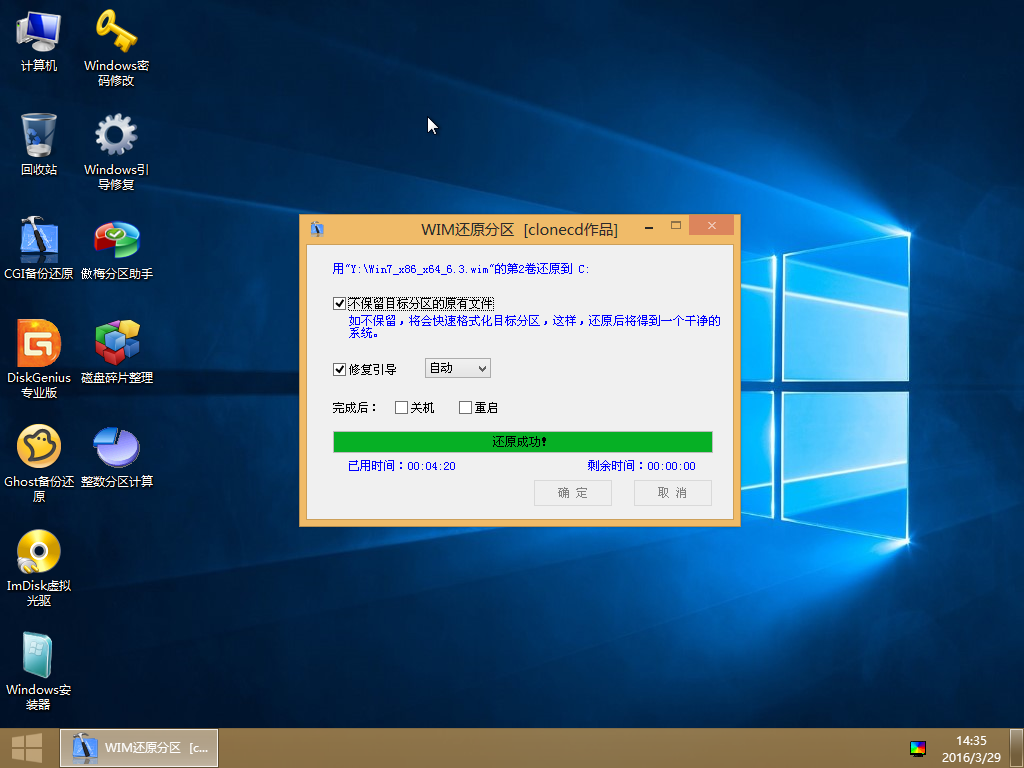 计算机
Windows密
码修改
回收站
Windows引
导修复
CGI备份还原
傲梅分区助手
DiskGenius
专业版
磁盘碎片整理
Ghost备份还
原
整数分区计算
ImDisk虚拟
光驱
Windows安
装器
WIM还原分区  [clonecd作品]
用"Y:\Win7_x86_x64_6.3.wim"的第2卷还原到 C:
不保留目标分区的原有文件
如不保留，将会快速格式化目标分区，这样，还原后将得到一个干净的
系统。
修复引导 自动
完成后： 关机 重启
还原成功!
已用时间：00:04:20 剩余时间：00:00:00
确 定 取 消
WIM还原分区  [c...
14:35
2016/3/29